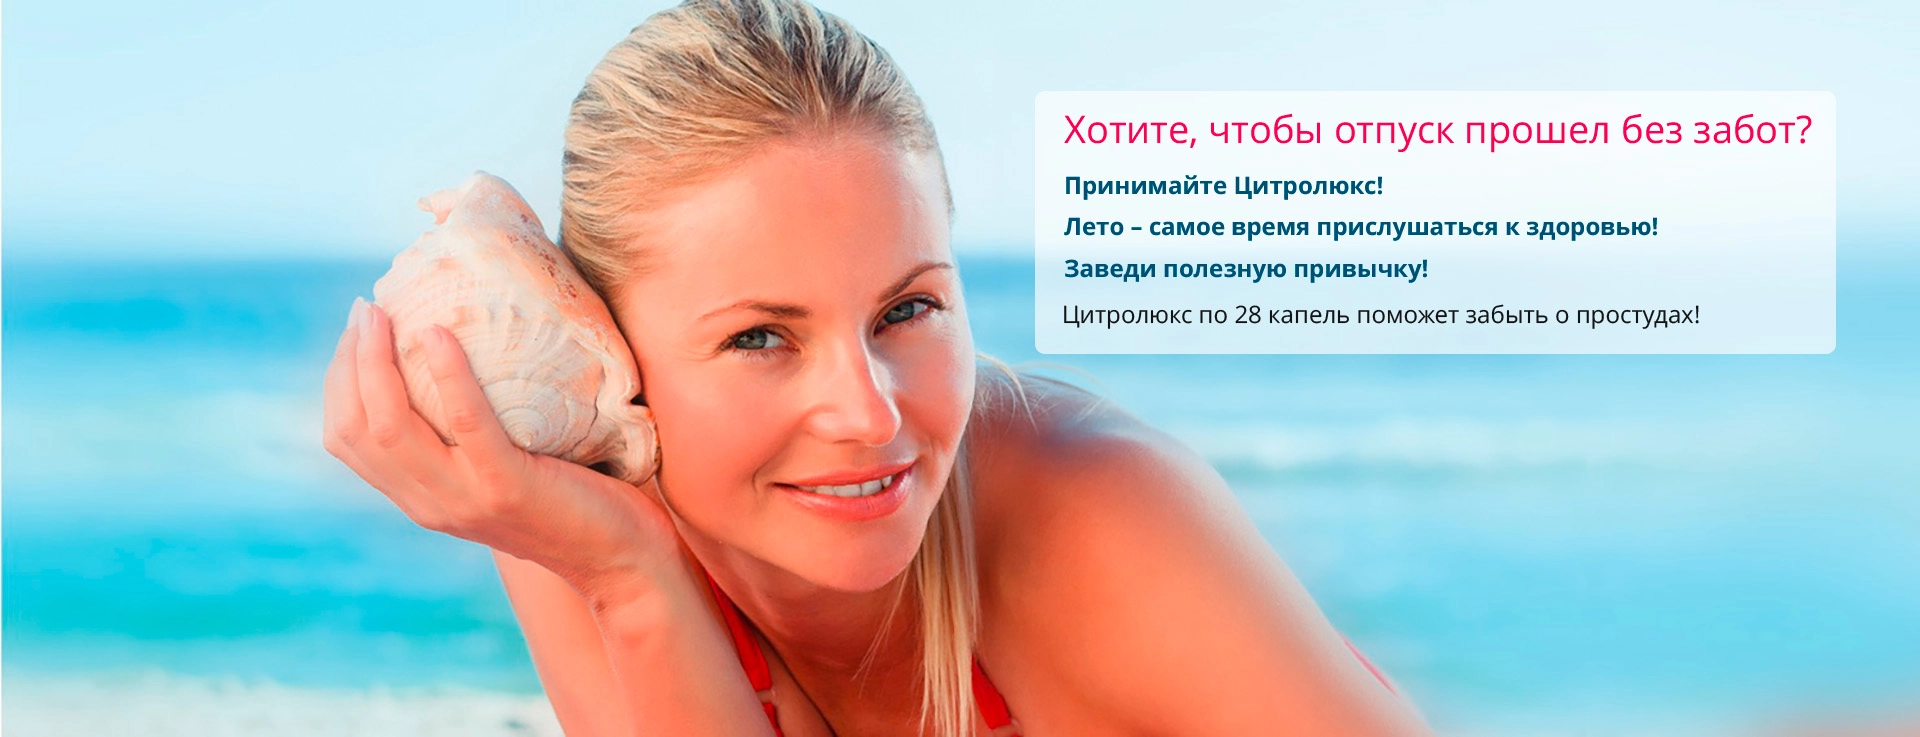 Хотите, чтобы отпуск прошел без забот?
Принимайте Цитролюкс!
Лето – самое время прислушаться к здоровью!
Заведи полезную привычку!
Цитролюкс по 28 капель поможет забыть о простудах!